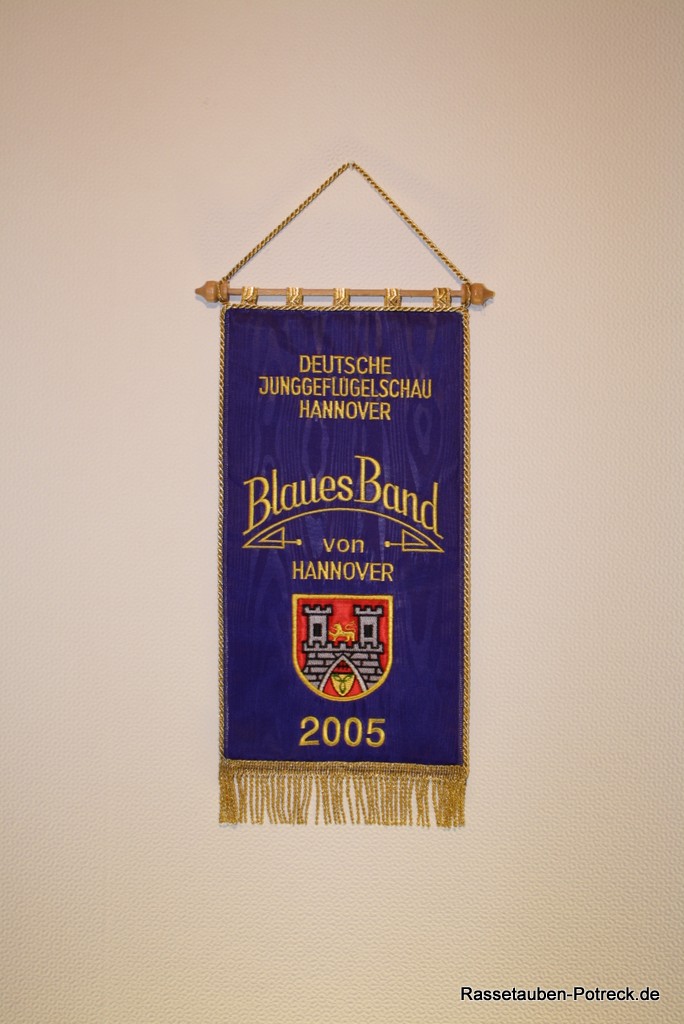 DEUTSCHE
JUNGGEFLÜGELSCHAU
HANNOVER
Blaues Band
von
HANNOVER
2005
Rassetauben-Potreck.de